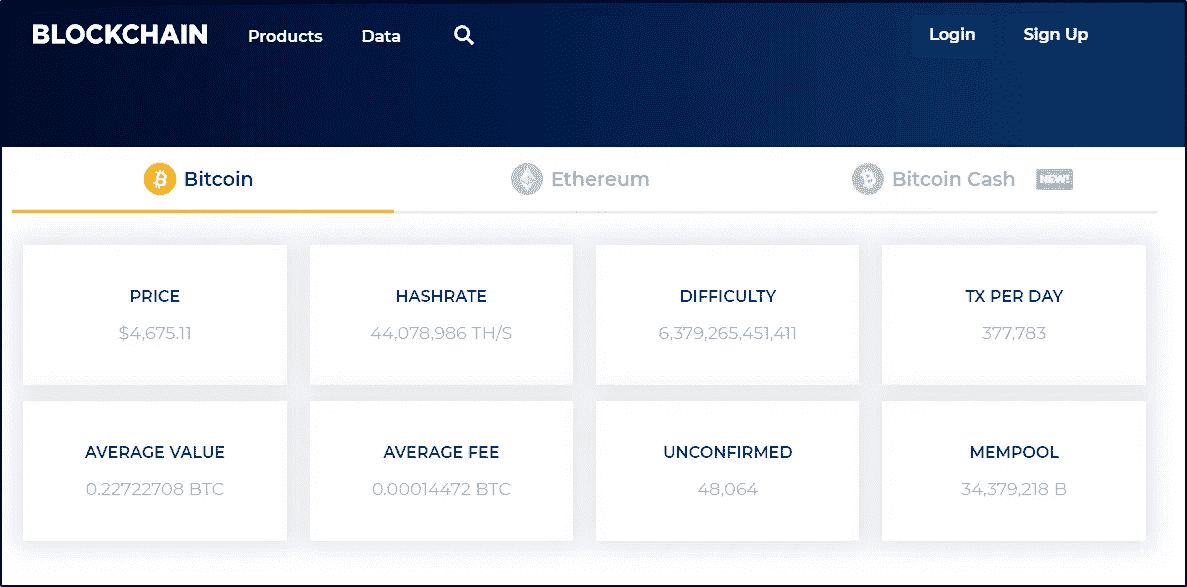 BLOCKCHAIN Products Data Login Sign Up
Bitcoin Ethereum Bitcoin Cash NEW!
PRICE HASHRATE DIFFICULTY TX PER DAY
$4,675.11 44,078,986 TH/S 6,379,265,451,411 377,783
AVERAGE VALUE AVERAGE FEE UNCONFIRMED MEMPOOL
0.22722708 BTC 0.00014472 BTC 48,064 34,379,218 B